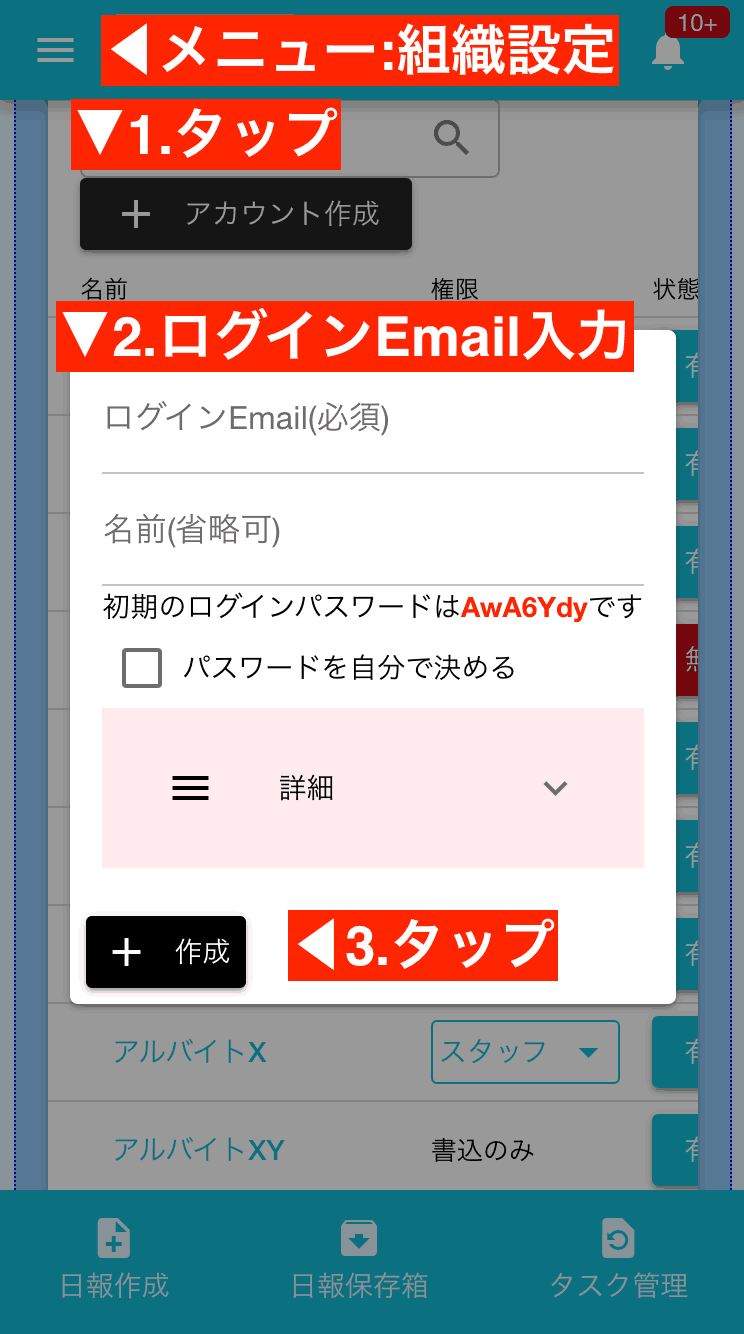 ◀メニュー:組織設定
10+
▼1.タップ
アカウント作成
名前 権限 状態
▼2.ログインEmail入力
有
ログインEmail(必須)
有
名前(省略可)
有
初期のログインパスワードはAwA6Ydyです
無
パスワードを自分で決める
有
詳細
有
◀3.タップ
作成
有
アルバイトX スタッフ 有
アルバイトXY 書込のみ 有
日報作成 日報保存箱 タスク管理